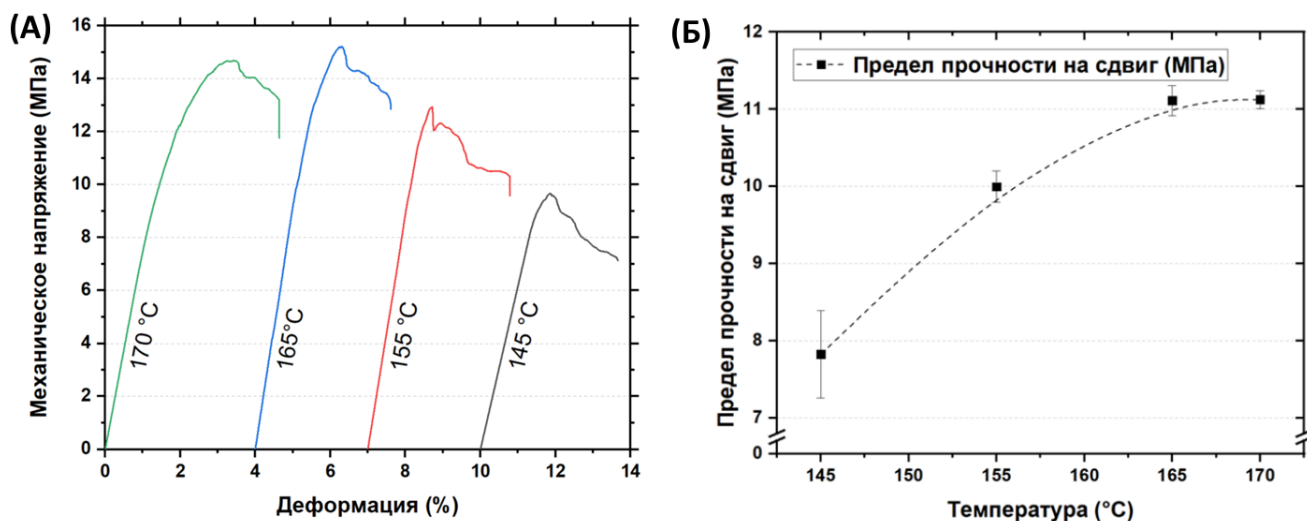 (А)
Механическое напряжение (МПа)
16
14
12
10
8
6
4
2
0
170 °C
165°C
155 °C
145 °C
0 2 4 6 8 10 12 14
Деформация (%)
(Б)
Предел прочности на сдвиг (МПа)
Предел прочности на сдвиг (МПа)
12
11
10
9
8
7
0
145 150 155 160 165 170
Температура (°C)